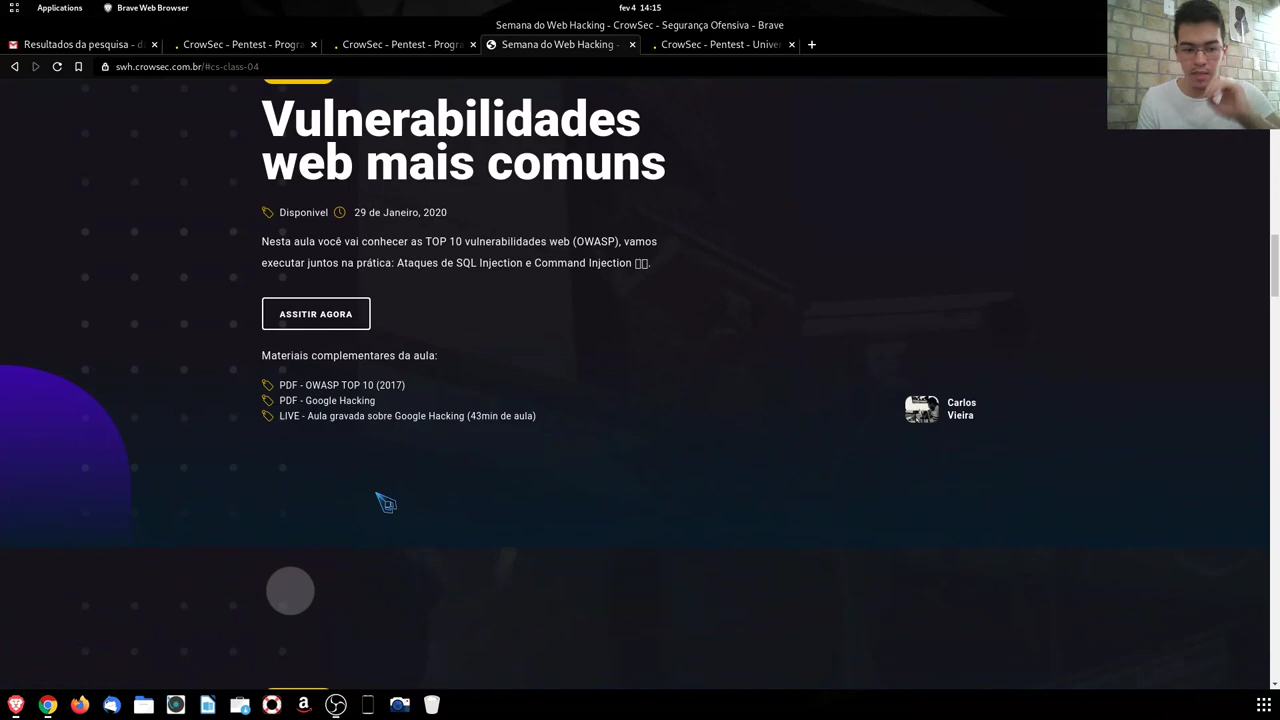 Applications
Brave Web Browser
fev 4 14:15
Semana do Web Hacking - CrowSec - Segurança Ofensiva - Brave
Resultados da pesquisa - d
CrowSec - Pentest - Progra
CrowSec - Pentest - Progra
Semana do Web Hacking -
CrowSec - Pentest - Univer
swh.crowsec.com.br/#cs-class-04
Vulnerabilidades
web mais comuns
Disponivel
29 de Janeiro, 2020
Nesta aula você vai conhecer as TOP 10 vulnerabilidades web (OWASP), vamos
executar juntos na prática: Ataques de SQL Injection e Command Injection ▯▯.
ASSITIR AGORA
Materiais complementares da aula:
PDF - OWASP TOP 10 (2017)
PDF - Google Hacking
LIVE - Aula gravada sobre Google Hacking (43min de aula)
Carlos
Vieira